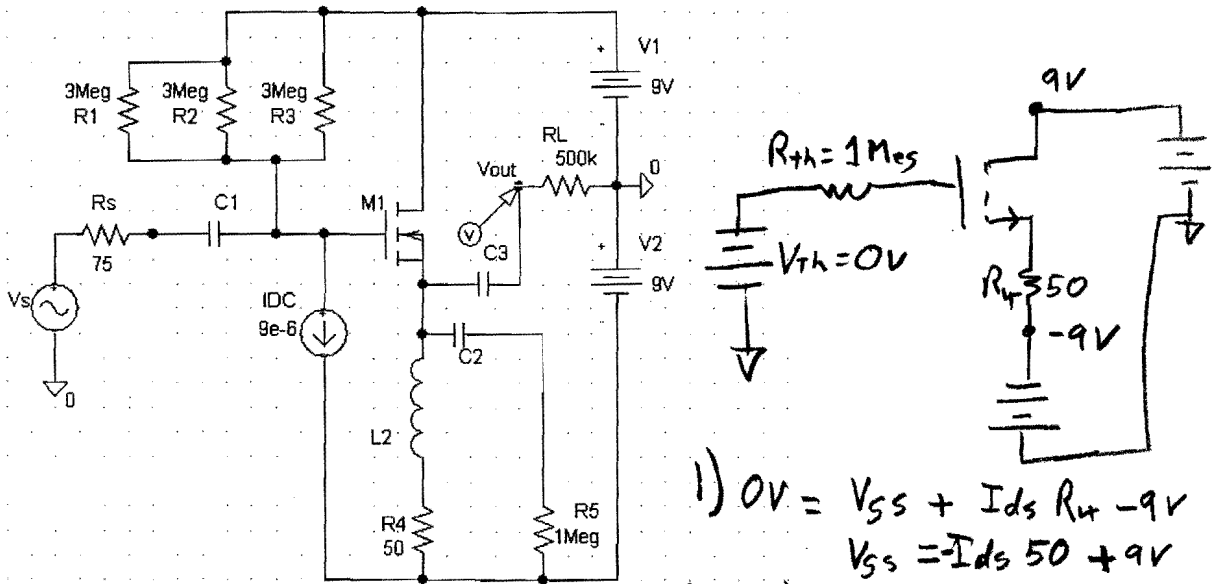 3Meg
R1
3Meg
R2
3Meg
R3
Rs
75
C1
Vs
0
IDC
9e-6
M1
Vout
RL
500k
V1
+
9V
-
0
V2
+
9V
C3
V
C2
L2
R4
50
R5
1Meg
9V
Rth = 1Meg
VTh = 0V
R4 50
-9V
1) 0V = VGS + Ids R4 - 9V
VGS = -Ids 50 + 9V